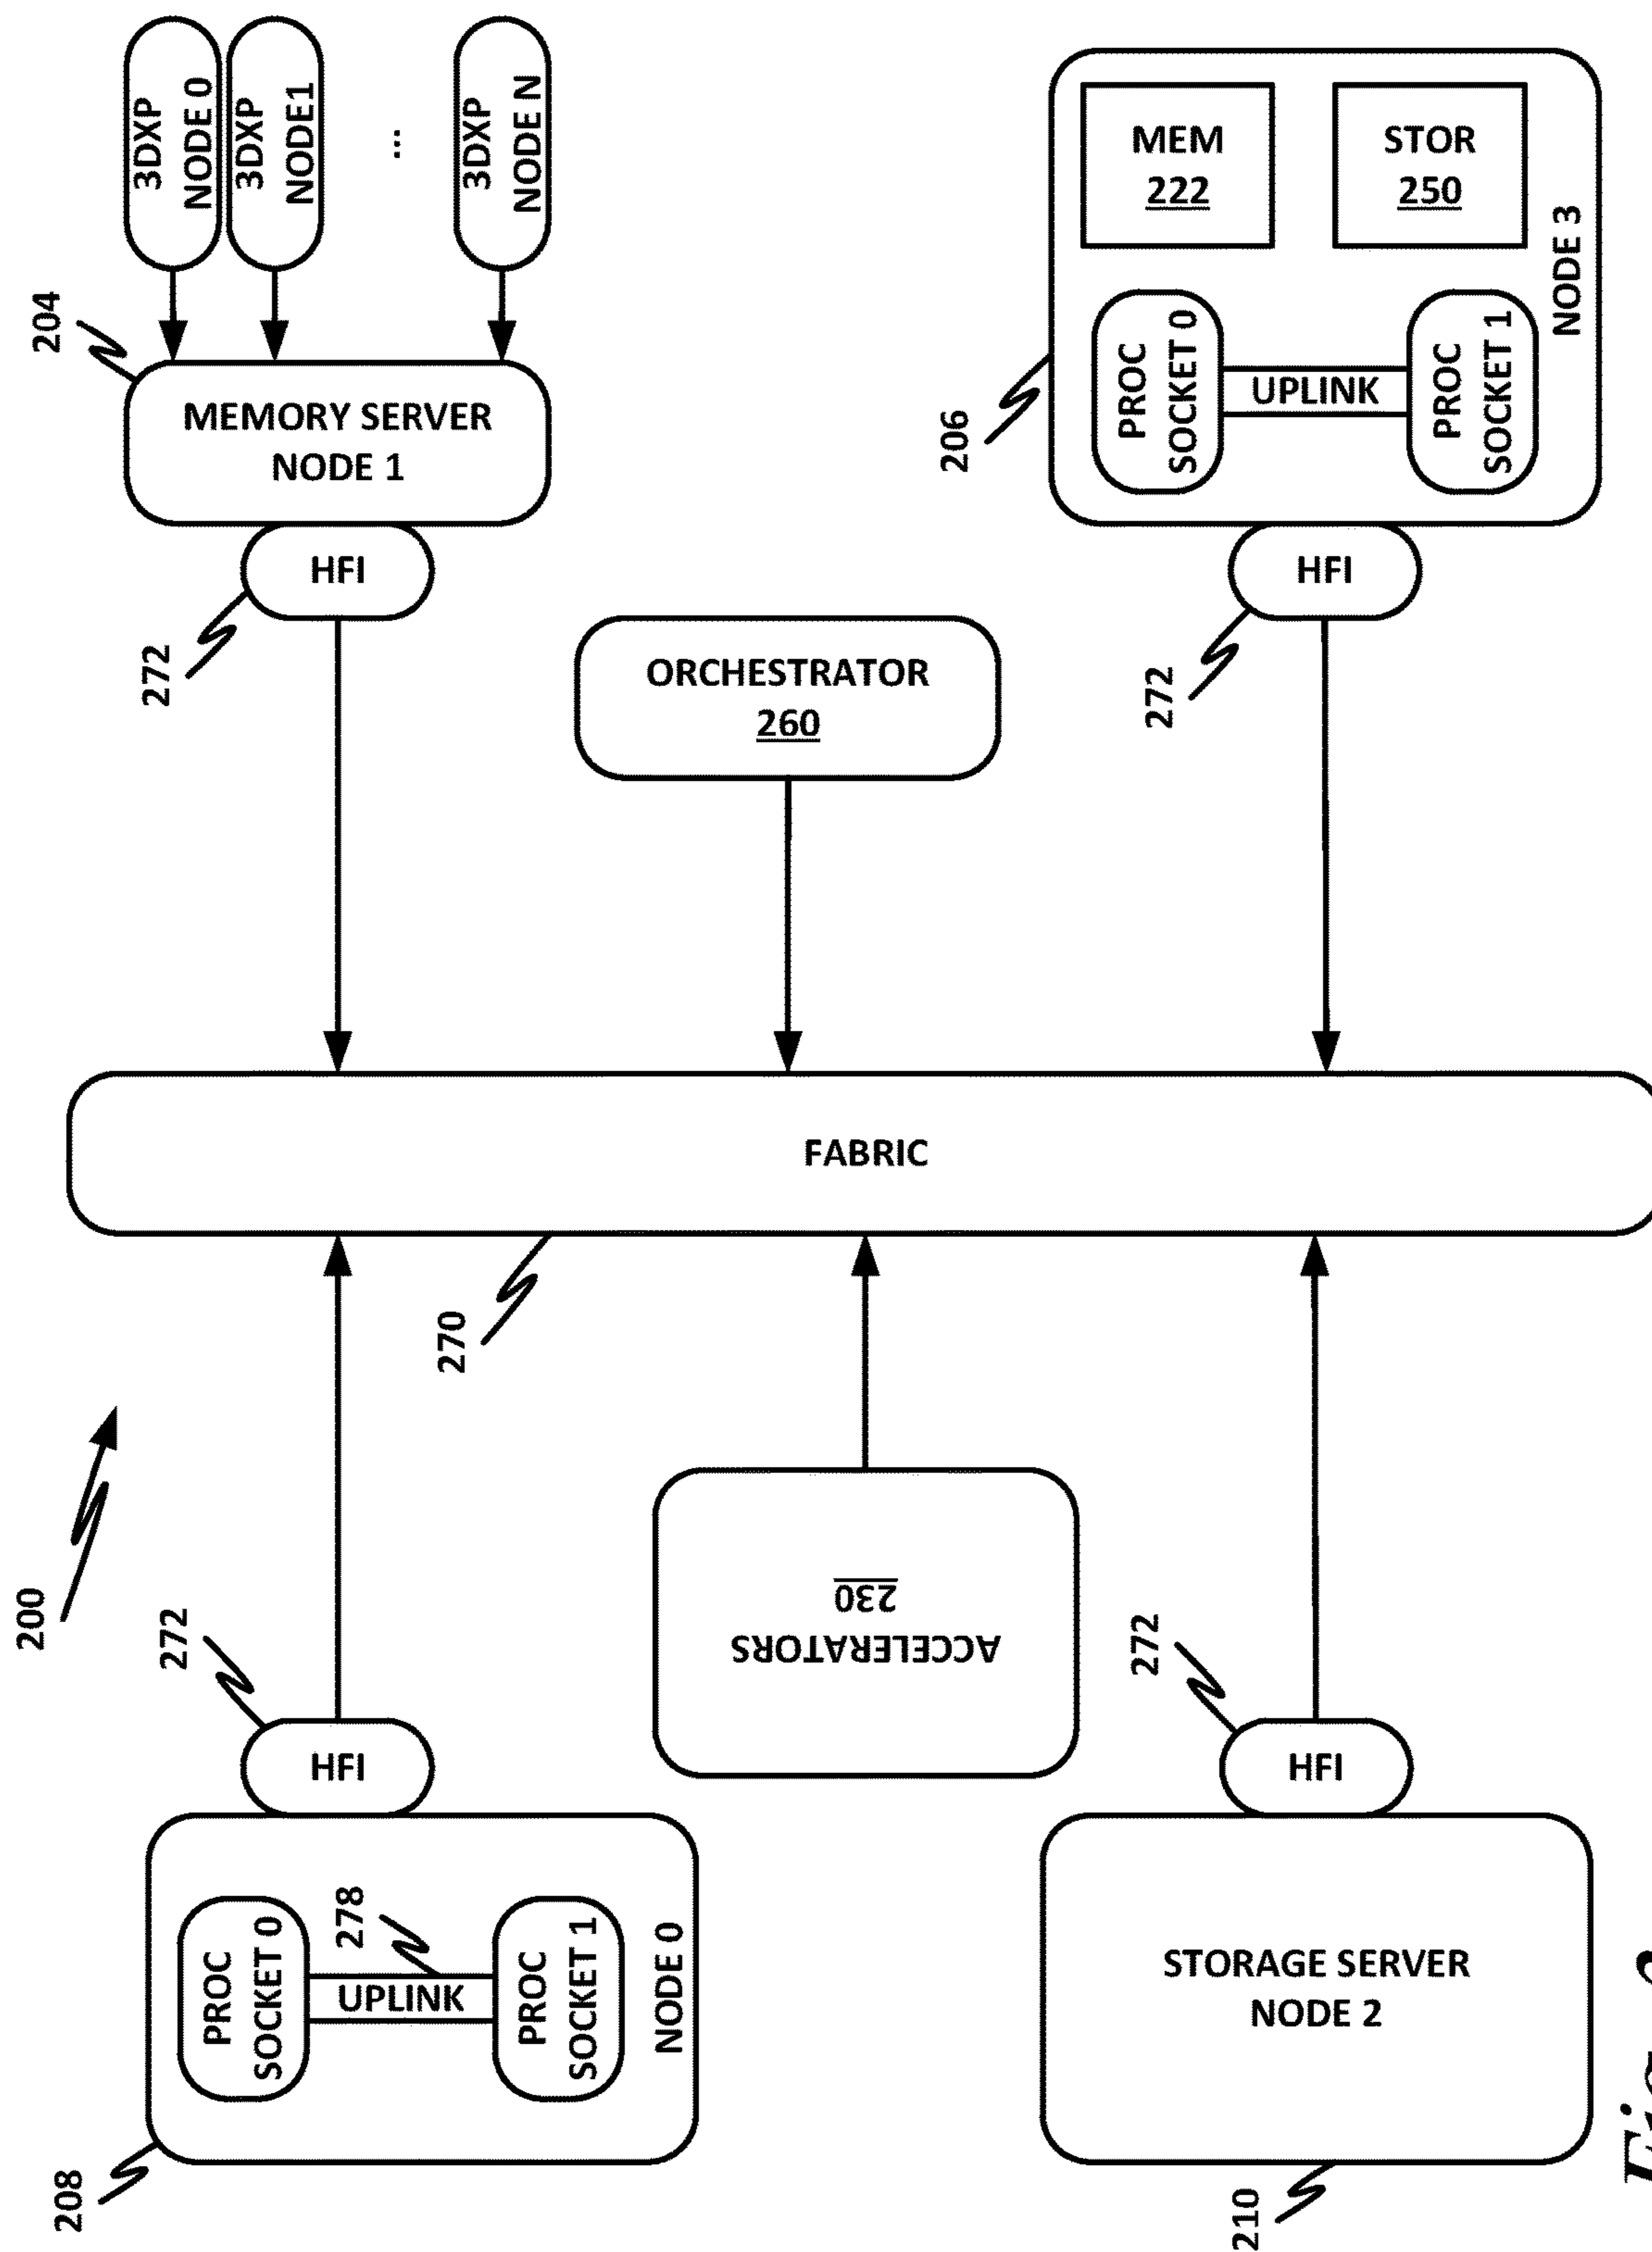 3DXP
NODE 0
3DXP
NODE1
...
3DXP
NODE N
204
MEMORY SERVER
NODE 1
HFI
272
ORCHESTRATOR
260
MEM
222
STOR
250
PROC
SOCKET 0
UPLINK
PROC
SOCKET 1
NODE 3
206
HFI
272
FABRIC
270
200
272
HFI
ACCELERATORS
230
PROC
SOCKET 0
278
UPLINK
PROC
SOCKET 1
NODE 0
208
272
HFI
STORAGE SERVER
NODE 2
210